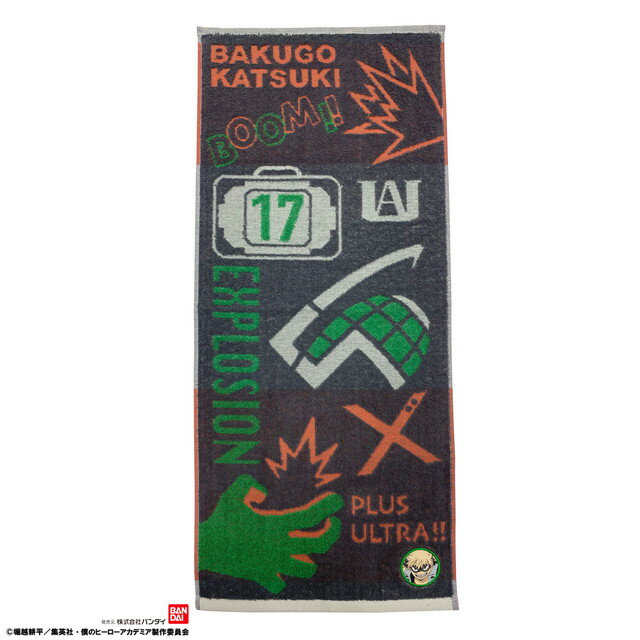 BAKUGO
KATSUKI
BOOM!!
17
UA
EXPLOSION
PLUS
ULTRA!!
発売元 株式会社バンダイ
BAN
DAI
©堀越耕平／集英社・僕のヒーローアカデミア製作委員会